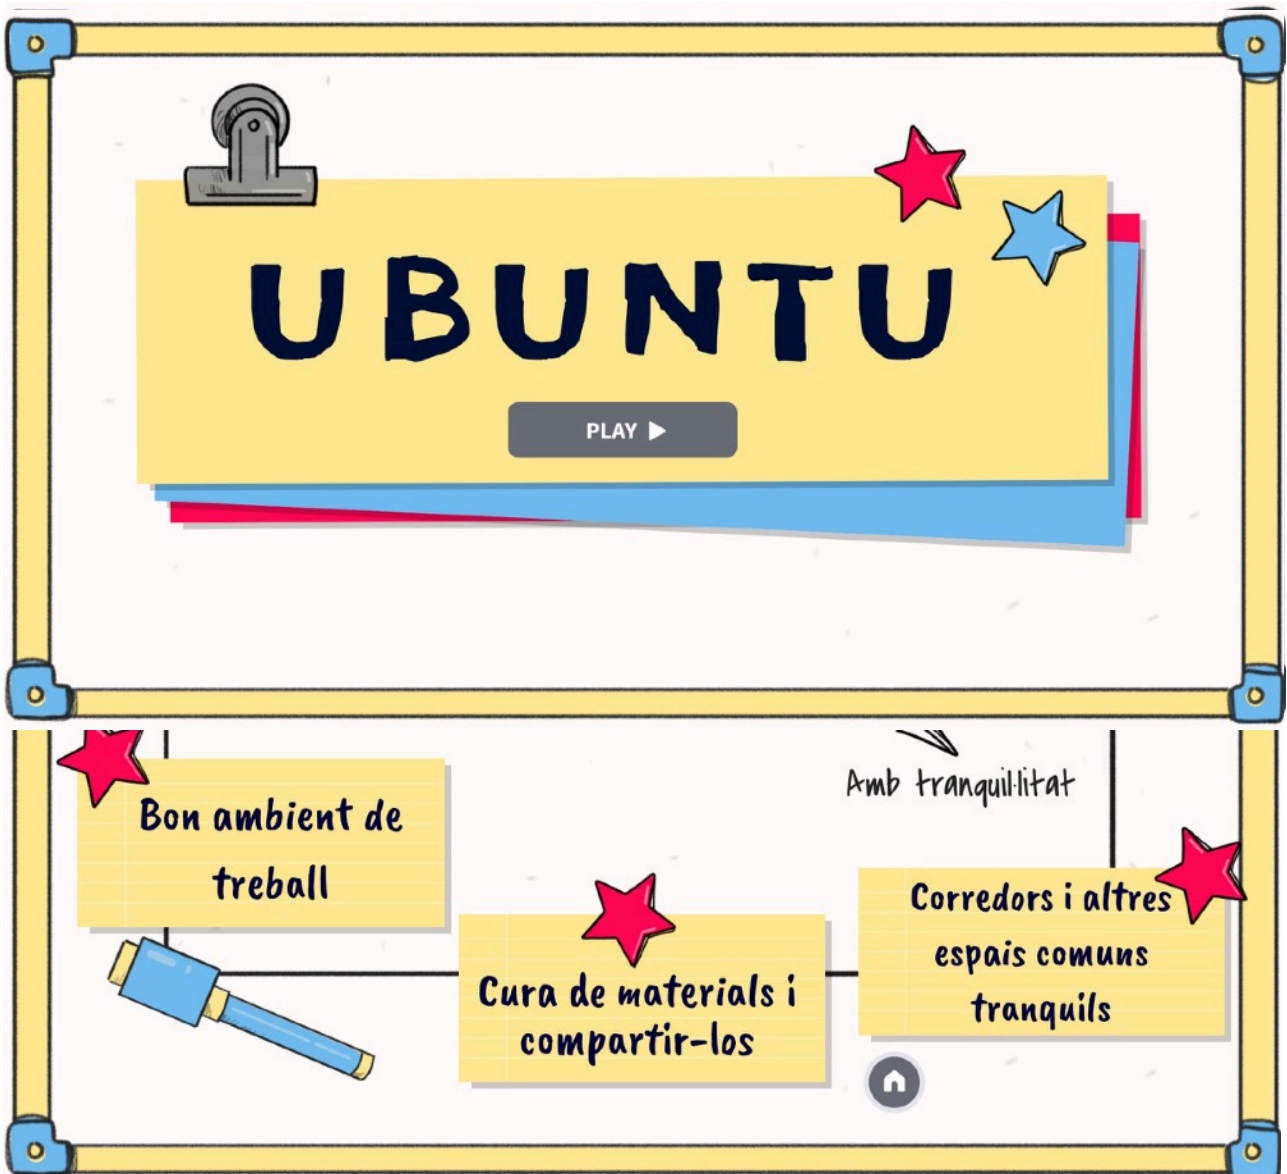 UBUNTU
PLAY
Amb tranquil·litat
Bon ambient de
treball
Corredors i altres
espais comuns
tranquils
Cura de materials i
compartir-los